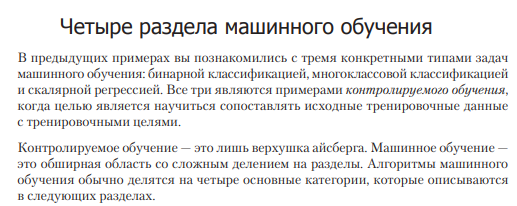 Четыре раздела машинного обучения
В предыдущих примерах вы познакомились с тремя конкретными типами задач
машинного обучения: бинарной классификацией, многоклассовой классификацией
и скалярной регрессией. Все три являются примерами контролируемого обучения,
когда целью является научиться сопоставлять исходные тренировочные данные
с тренировочными целями.
Контролируемое обучение — это лишь верхушка айсберга. Машинное обучение —
это обширная область со сложным делением на разделы. Алгоритмы машинного
обучения обычно делятся на четыре основные категории, которые описываются
в следующих разделах.